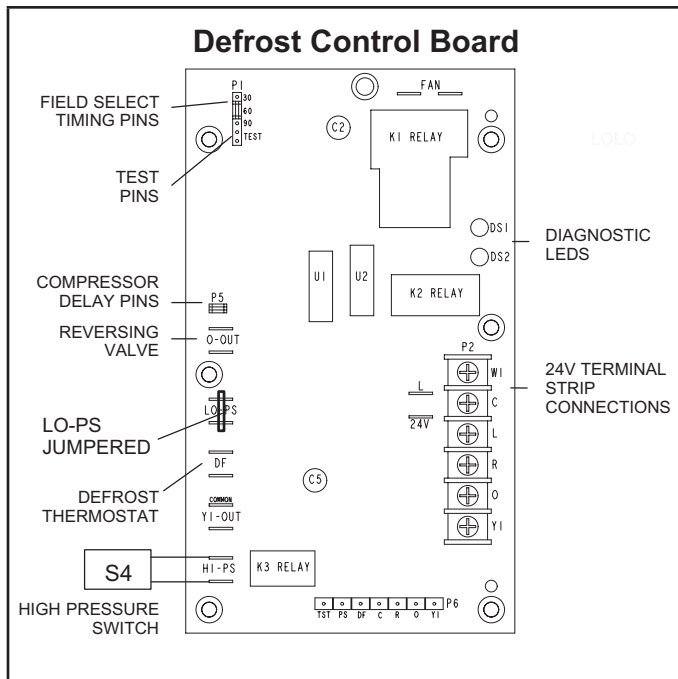 Defrost Control Board
FIELD SELECT
TIMING PINS
P1
30
60
90
TEST
TEST
PINS
FAN
C2
K1 RELAY
LOLO
DS1
DS2
DIAGNOSTIC
LEDS
U1
U2
K2 RELAY
COMPRESSOR
DELAY PINS
P5
REVERSING
VALVE
O-OUT
P2
W1
C
L
R
O
Y1
24V TERMINAL
STRIP
CONNECTIONS
L
24V
LO-PS
LO-PS
JUMPERED
DF
DEFROST
THERMOSTAT
C5
COMMON
Y1-OUT
S4
HI-PS
K3 RELAY
HIGH PRESSURE
SWITCH
P6
TST PS DF C R O Y1